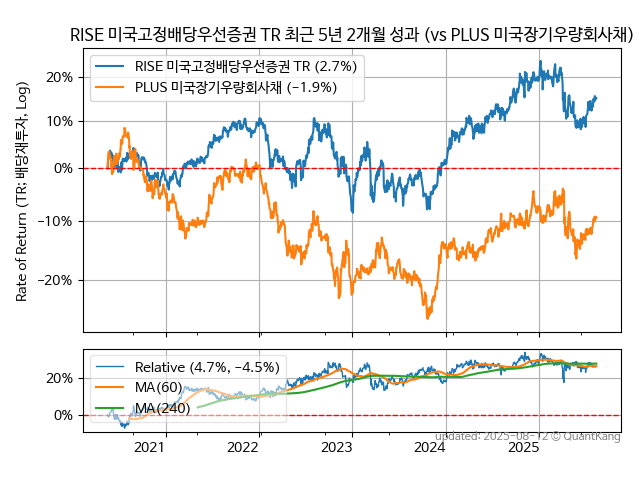 RISE 미국고정배당우선증권 TR 최근 5년 2개월 성과 (vs PLUS 미국장기우량회사채)
RISE 미국고정배당우선증권 TR (2.7%)
PLUS 미국장기우량회사채 (−1.9%)
Rate of Return (TR: 배당재투자, Log)
20%
10%
0%
−10%
−20%
Relative (4.7%, −4.5%)
MA(60)
MA(240)
20%
0%
2021
2022
2023
2024
2025
updated: 2025-08-12 © QuantKang